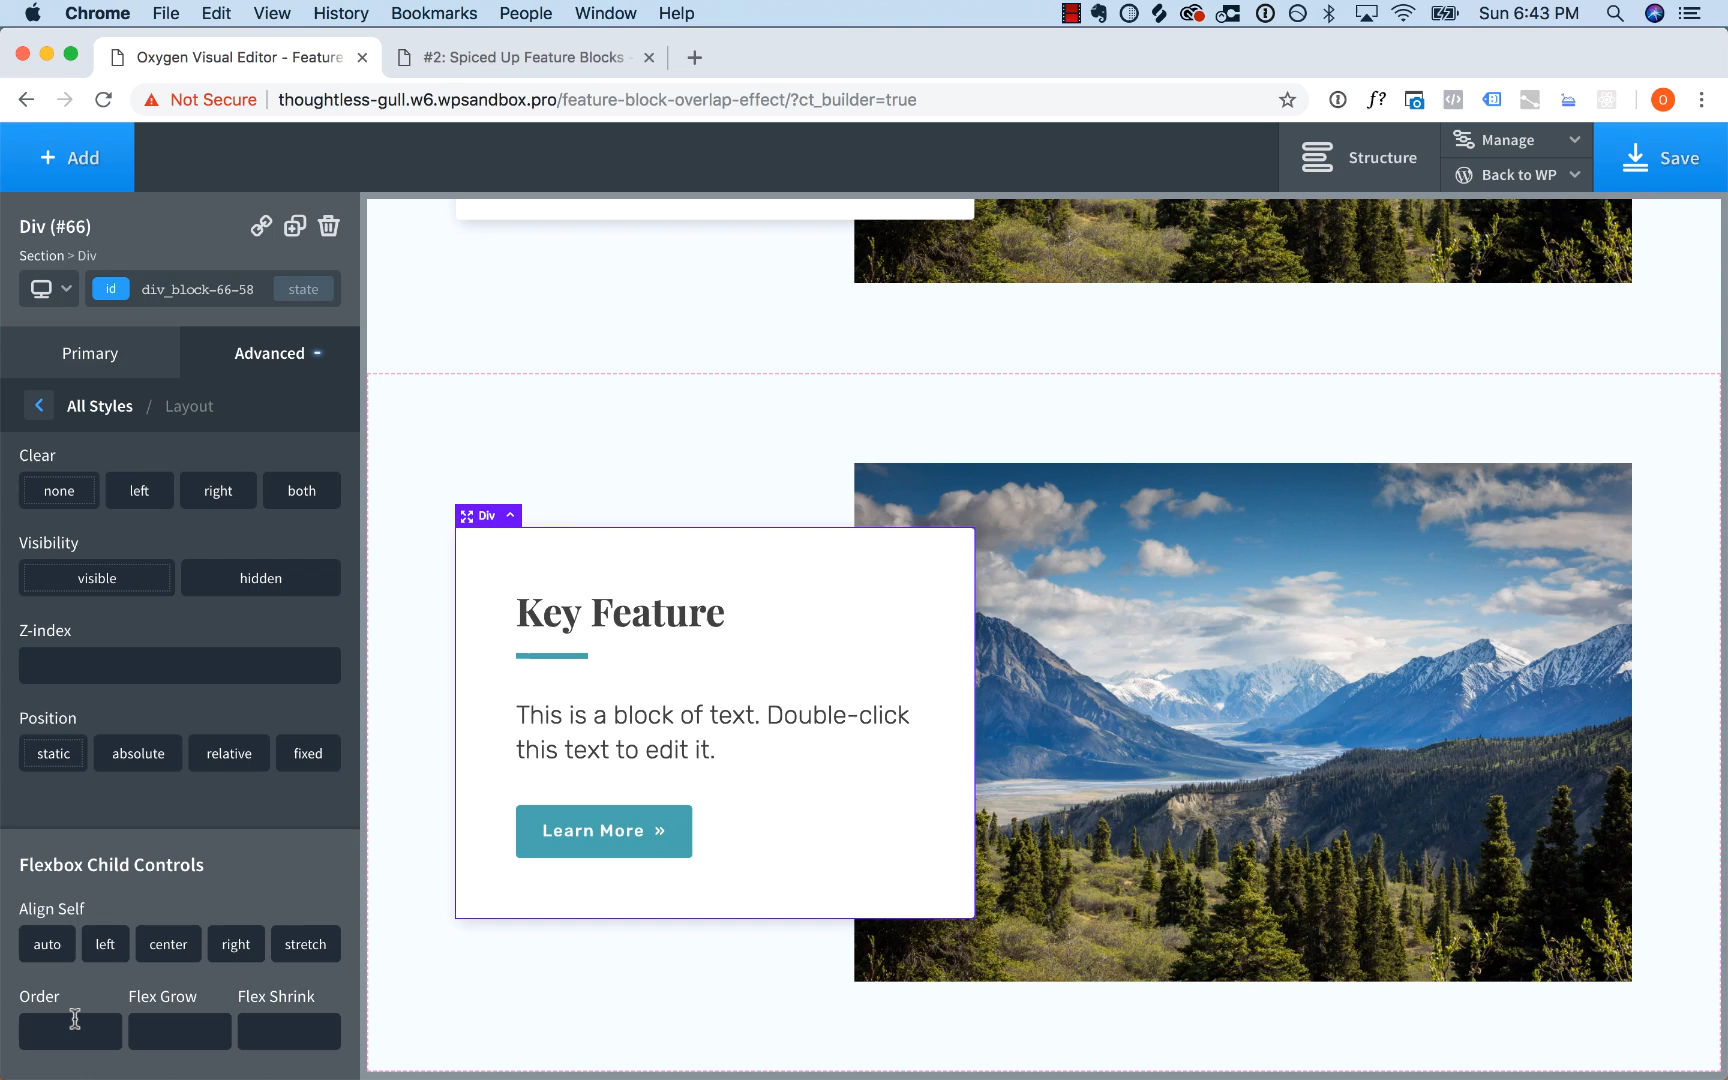 Chrome File Edit View History Bookmarks People Window Help Sun 6:43 PM
Oxygen Visual Editor - Feature
#2: Spiced Up Feature Blocks -
Not Secure thoughtless-gull.w6.wpsandbox.pro/feature-block-overlap-effect/?ct_builder=true
f?
O
+ Add
Structure
Manage
Back to WP
Save
Div (#66)
Section > Div
id div_block-66-58 state
Primary Advanced
All Styles / Layout
Clear
none left right both
Visibility
visible hidden
Z-index
Position
static absolute relative fixed
Flexbox Child Controls
Align Self
auto left center right stretch
Order Flex Grow Flex Shrink
Div
Key Feature
This is a block of text. Double-click
this text to edit it.
Learn More »